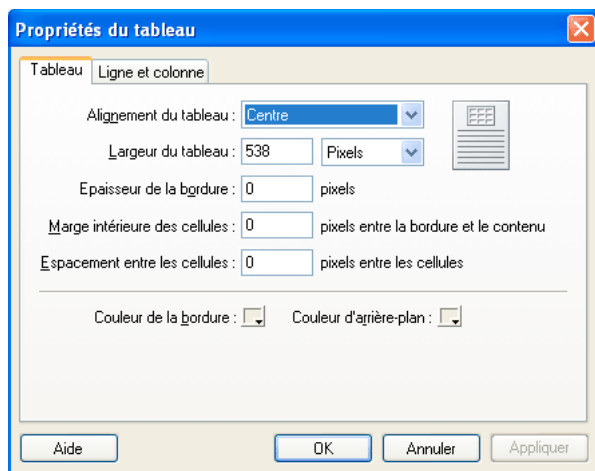 Propriétés du tableau
Tableau Ligne et colonne
Alignement du tableau : Centre
Largeur du tableau : 538 Pixels
Epaisseur de la bordure : 0 pixels
Marge intérieure des cellules : 0 pixels entre la bordure et le contenu
Espacement entre les cellules : 0 pixels entre les cellules
Couleur de la bordure : Couleur d'arrière-plan :
Aide OK Annuler Appliquer